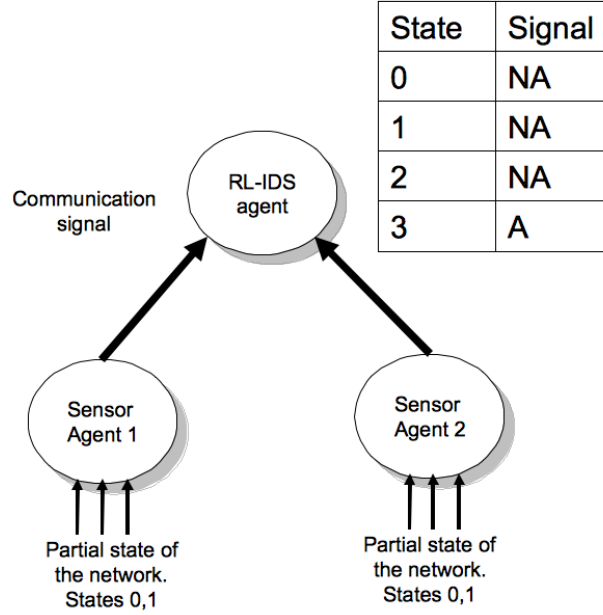 State Signal
0 NA
1 NA
2 NA
3 A
RL-IDS
agent
Communication
signal
Sensor
Agent 1
Sensor
Agent 2
Partial state of
the network.
States 0,1
Partial state of
the network.
States 0,1